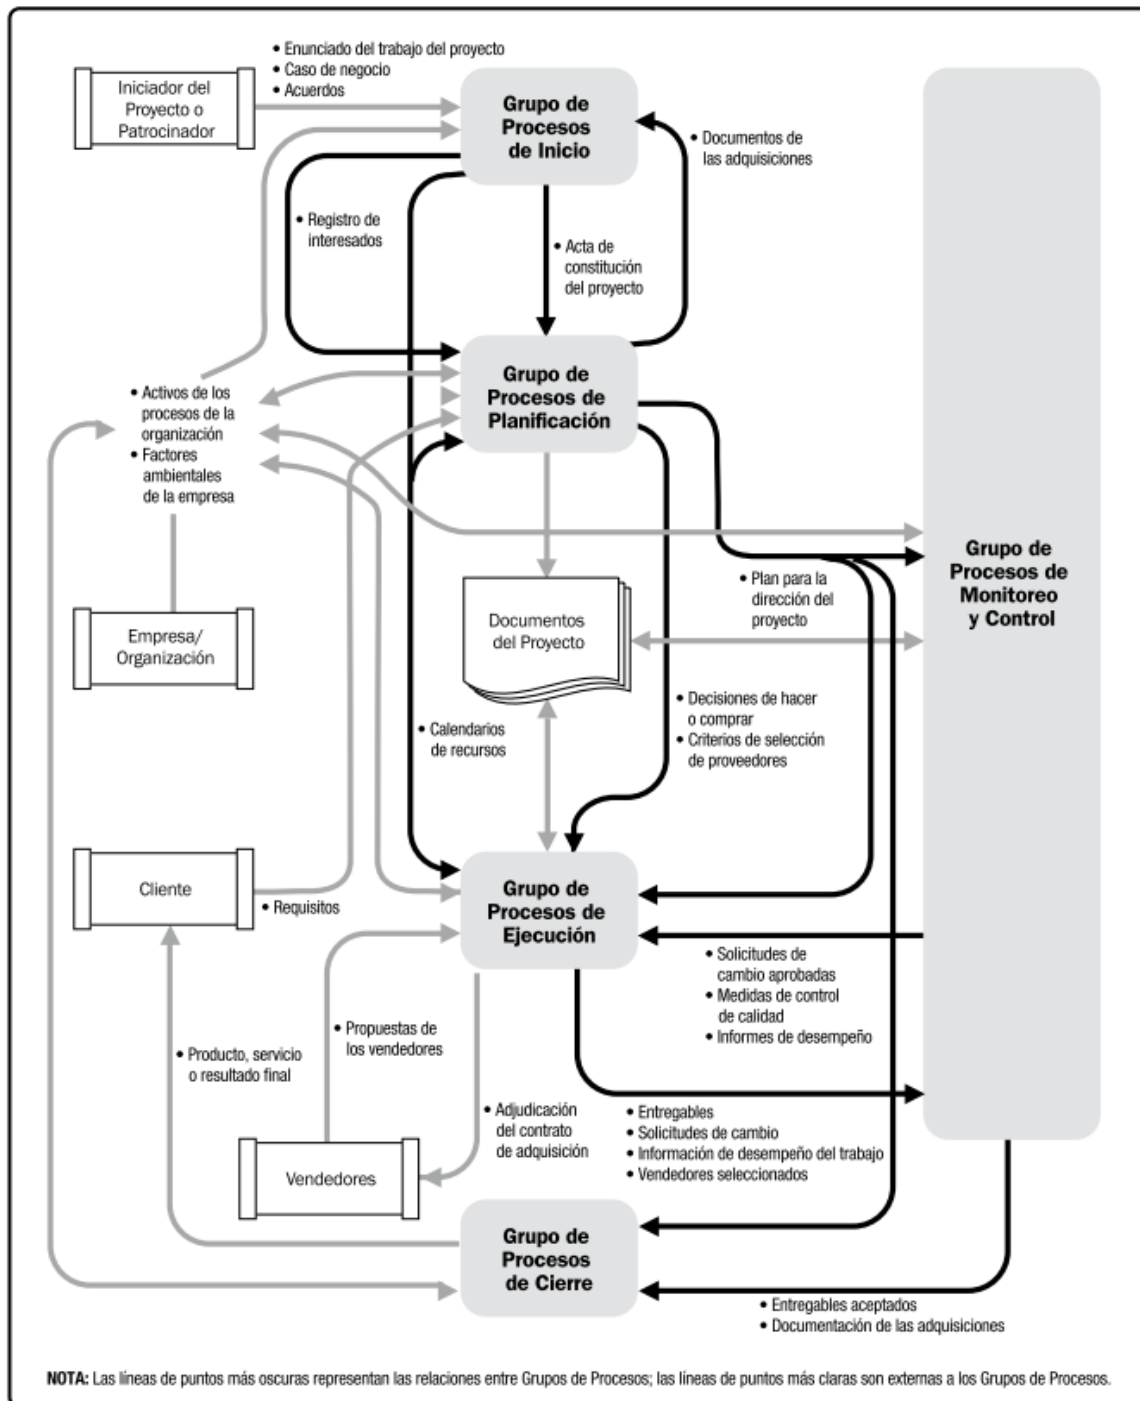 • Enunciado del trabajo del proyecto
• Caso de negocio
• Acuerdos
Iniciador del
Proyecto o
Patrocinador
Grupo de
Procesos
de Inicio
• Documentos de
las adquisiciones
• Registro de
interesados
• Acta de
constitución
del proyecto
Grupo de
Procesos de
Planificación
• Activos de los
procesos de la
organización
• Factores
ambientales
de la empresa
Grupo de
Procesos de
Monitoreo
y Control
• Plan para la
dirección del
proyecto
Empresa/
Organización
Documentos
del Proyecto
• Decisiones de hacer
o comprar
• Criterios de selección
de proveedores
• Calendarios
de recursos
Cliente
• Requisitos
Grupo de
Procesos de
Ejecución
• Solicitudes de
cambio aprobadas
• Medidas de control
de calidad
• Informes de desempeño
• Propuestas de
los vendedores
• Producto, servicio
o resultado final
• Adjudicación
del contrato
de adquisición
• Entregables
• Solicitudes de cambio
• Información de desempeño del trabajo
• Vendedores seleccionados
Vendedores
Grupo de
Procesos
de Cierre
• Entregables aceptados
• Documentación de las adquisiciones
NOTA: Las líneas de puntos más oscuras representan las relaciones entre Grupos de Procesos; las líneas de puntos más claras son externas a los Grupos de Procesos.